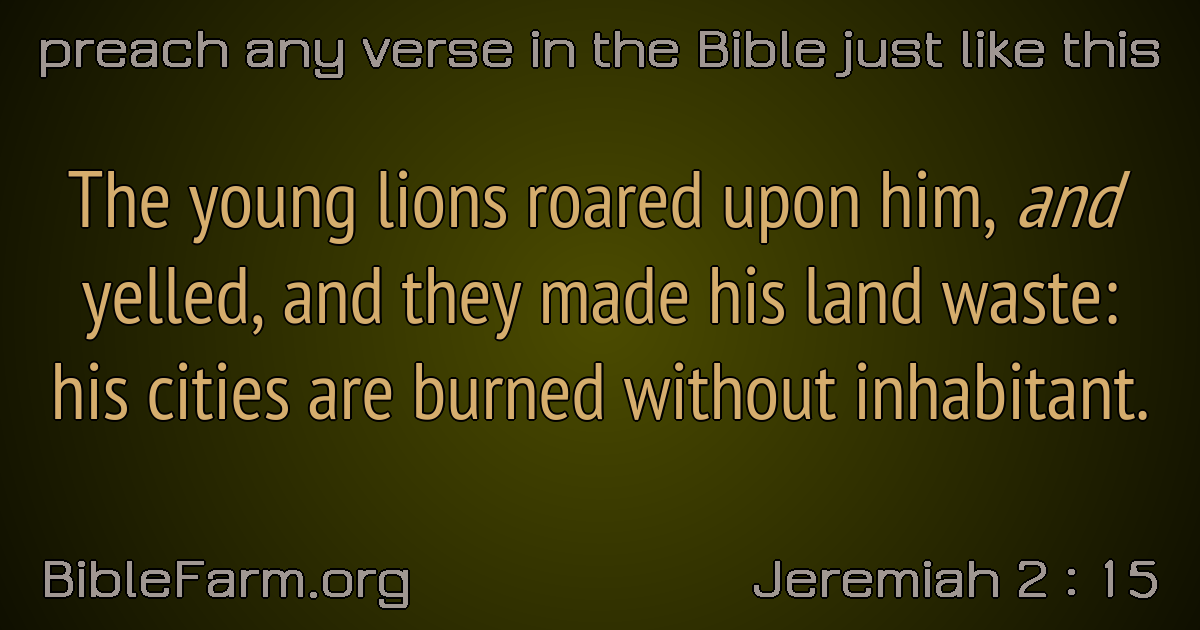 preach any verse in the Bible just like this
The young lions roared upon him, and
yelled, and they made his land waste:
his cities are burned without inhabitant.
BibleFarm.org
Jeremiah 2 : 15